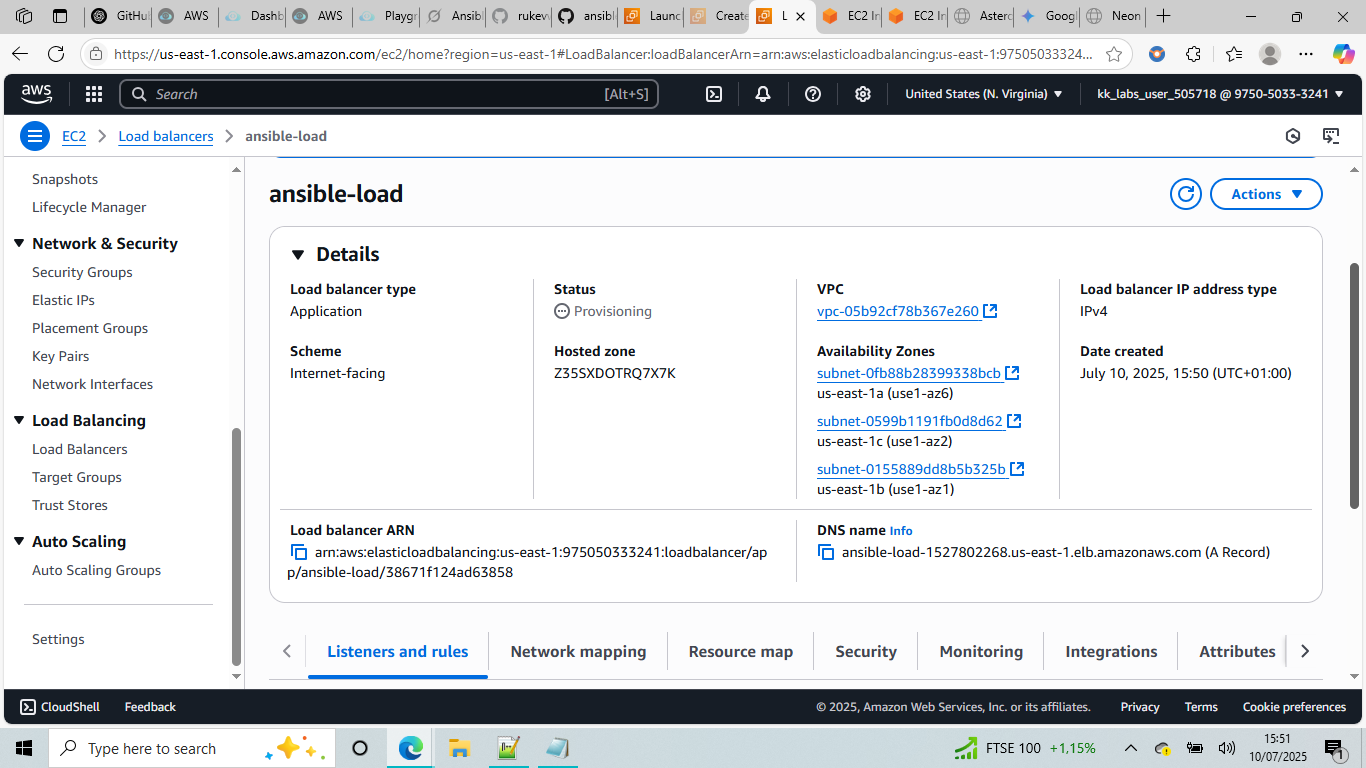 GitHu
AWS
Dashb
AWS
Playgr
Ansibl
rukev
ansibl
Launc
Create
L
EC2 In
EC2 In
Asterc
Googl
Neon
https://us-east-1.console.aws.amazon.com/ec2/home?region=us-east-1#LoadBalancer:loadBalancerArn=arn:aws:elasticloadbalancing:us-east-1:97505033324...
aws
Search
[Alt+S]
United States (N. Virginia)
kk_labs_user_505718 @ 9750-5033-3241
EC2
Load balancers
ansible-load
Snapshots
Lifecycle Manager
Network & Security
Security Groups
Elastic IPs
Placement Groups
Key Pairs
Network Interfaces
Load Balancing
Load Balancers
Target Groups
Trust Stores
Auto Scaling
Auto Scaling Groups
Settings
ansible-load
Actions
Details
Load balancer type
Application
Status
Provisioning
VPC
vpc-05b92cf78b367e260
Load balancer IP address type
IPv4
Scheme
Internet-facing
Hosted zone
Z35SXDOTRQ7X7K
Availability Zones
subnet-0fb88b28399338bcb
us-east-1a (use1-az6)
subnet-0599b1191fb0d8d62
us-east-1c (use1-az2)
subnet-0155889dd8b5b325b
us-east-1b (use1-az1)
Date created
July 10, 2025, 15:50 (UTC+01:00)
Load balancer ARN
arn:aws:elasticloadbalancing:us-east-1:975050333241:loadbalancer/ap
p/ansible-load/38671f124ad63858
DNS name Info
ansible-load-1527802268.us-east-1.elb.amazonaws.com (A Record)
Listeners and rules
Network mapping
Resource map
Security
Monitoring
Integrations
Attributes
CloudShell
Feedback
© 2025, Amazon Web Services, Inc. or its affiliates.
Privacy
Terms
Cookie preferences
Type here to search
FTSE 100 +1,15%
15:51
10/07/2025
1